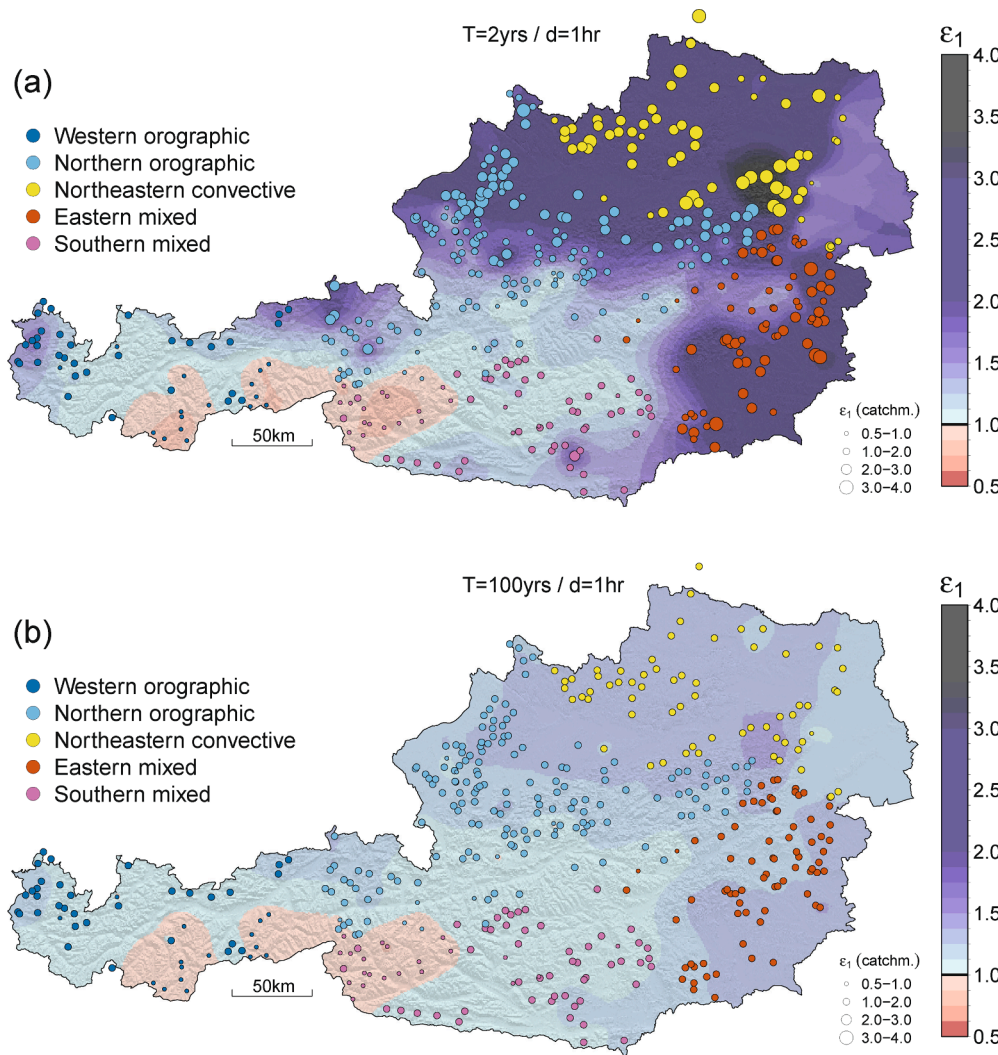 T=2yrs / d=1hr
ε1
(a)
Western orographic
Northern orographic
Northeastern convective
Eastern mixed
Southern mixed
4.0
3.5
3.0
2.5
2.0
1.5
1.0
0.5
50km
ε1 (catchm.)
0.5–1.0
1.0–2.0
2.0–3.0
3.0–4.0
T=100yrs / d=1hr
ε1
(b)
Western orographic
Northern orographic
Northeastern convective
Eastern mixed
Southern mixed
4.0
3.5
3.0
2.5
2.0
1.5
1.0
0.5
50km
ε1 (catchm.)
0.5–1.0
1.0–2.0
2.0–3.0
3.0–4.0